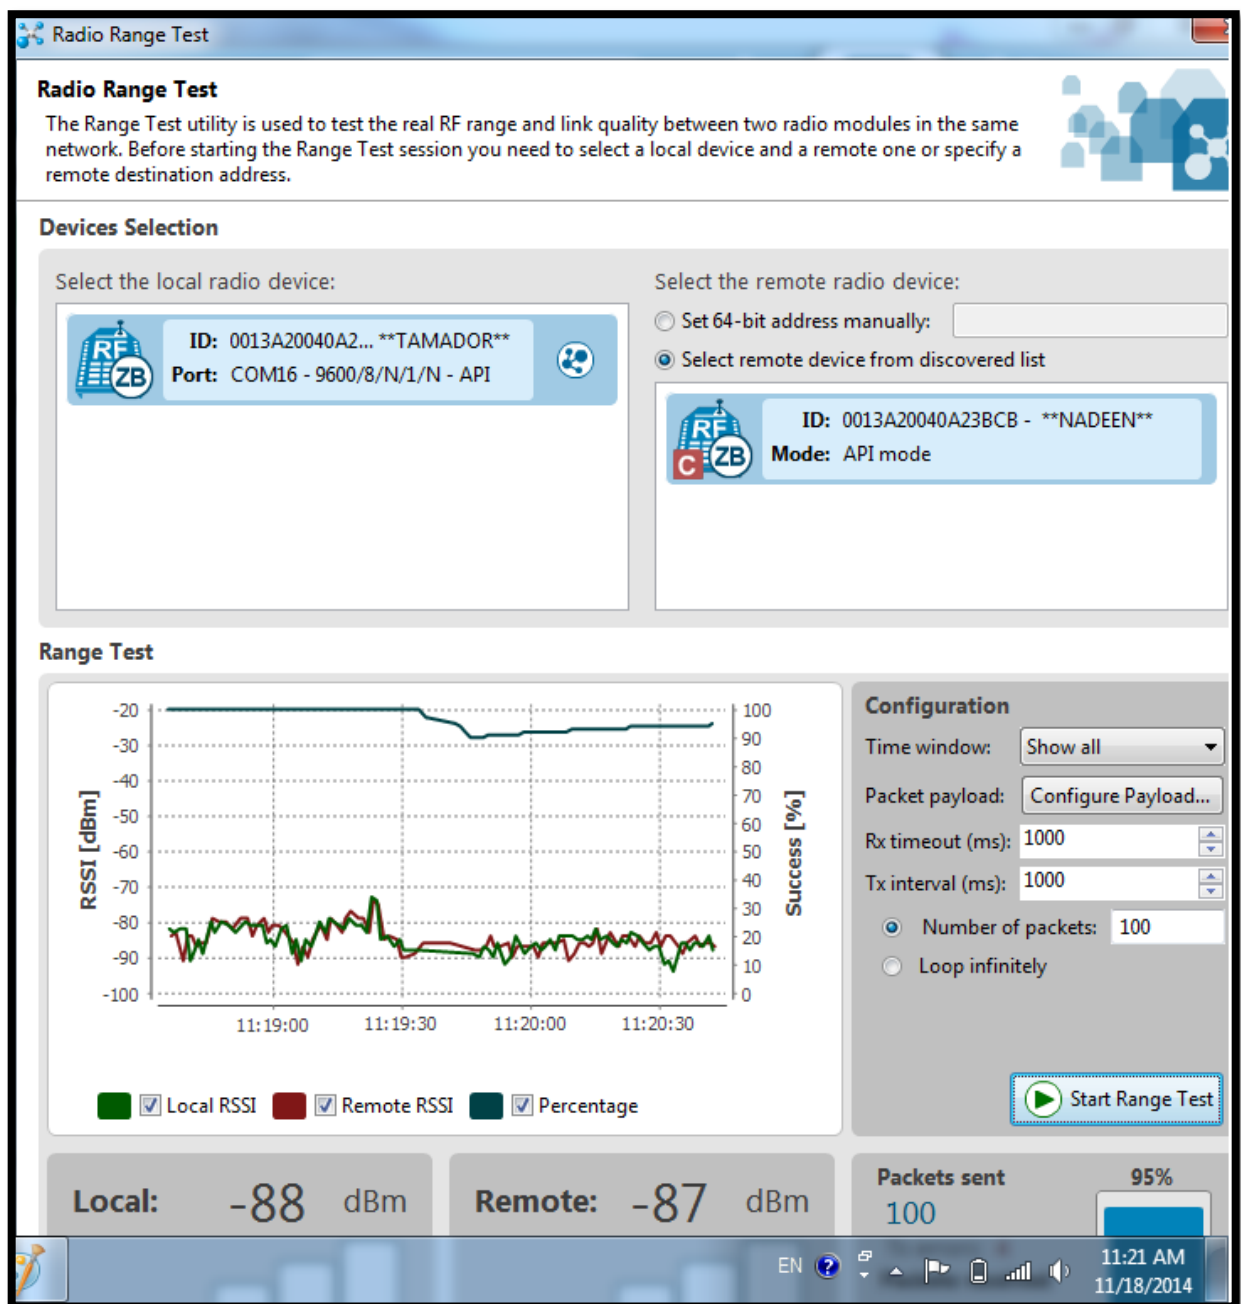 Radio Range Test
Radio Range Test
The Range Test utility is used to test the real RF range and link quality between two radio modules in the same
network. Before starting the Range Test session you need to select a local device and a remote one or specify a
remote destination address.
Devices Selection
Select the local radio device:
RF
ZB
ID: 0013A20040A2... **TAMADOR**
Port: COM16 - 9600/8/N/1/N - API
Select the remote radio device:
Set 64-bit address manually:
Select remote device from discovered list
RF
C ZB
ID: 0013A20040A23BCB - **NADEEN**
Mode: API mode
Range Test
RSSI [dBm]
-20
-30
-40
-50
-60
-70
-80
-90
-100
100
90
80
70
60
50
40
30
20
10
0
Success [%]
11:19:00 11:19:30 11:20:00 11:20:30
Local RSSI Remote RSSI Percentage
Configuration
Time window: Show all
Packet payload: Configure Payload...
Rx timeout (ms): 1000
Tx interval (ms): 1000
Number of packets: 100
Loop infinitely
Start Range Test
Local: -88 dBm
Remote: -87 dBm
Packets sent
100
95%
EN
11:21 AM
11/18/2014